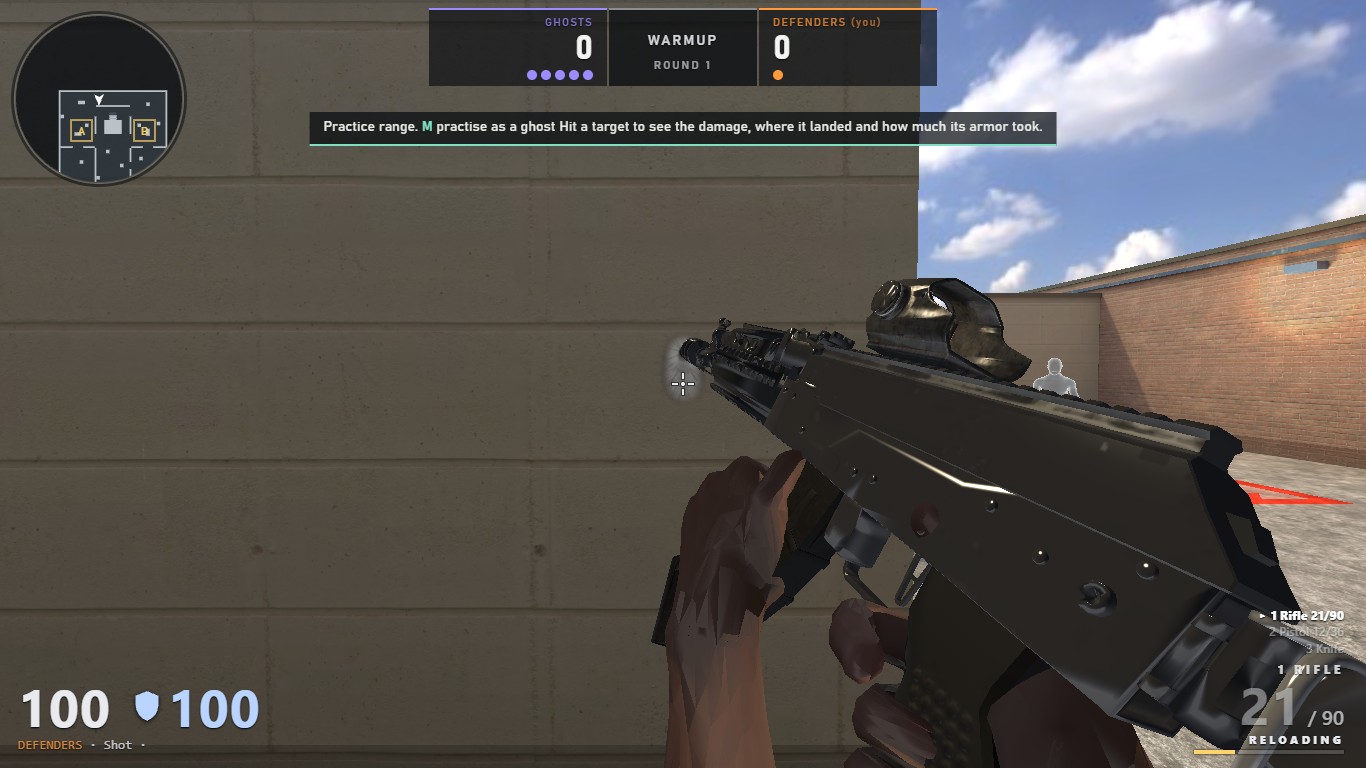 GHOSTS
0
WARMUP
ROUND 1
DEFENDERS (you)
0
Practice range. M practise as a ghost Hit a target to see the damage, where it landed and how much its armor took.
A
B
1 Rifle 21/90
2 Pistol 12/36
3 Knife
1 RIFLE
21 / 90
RELOADING
100 100
DEFENDERS · Shot ·